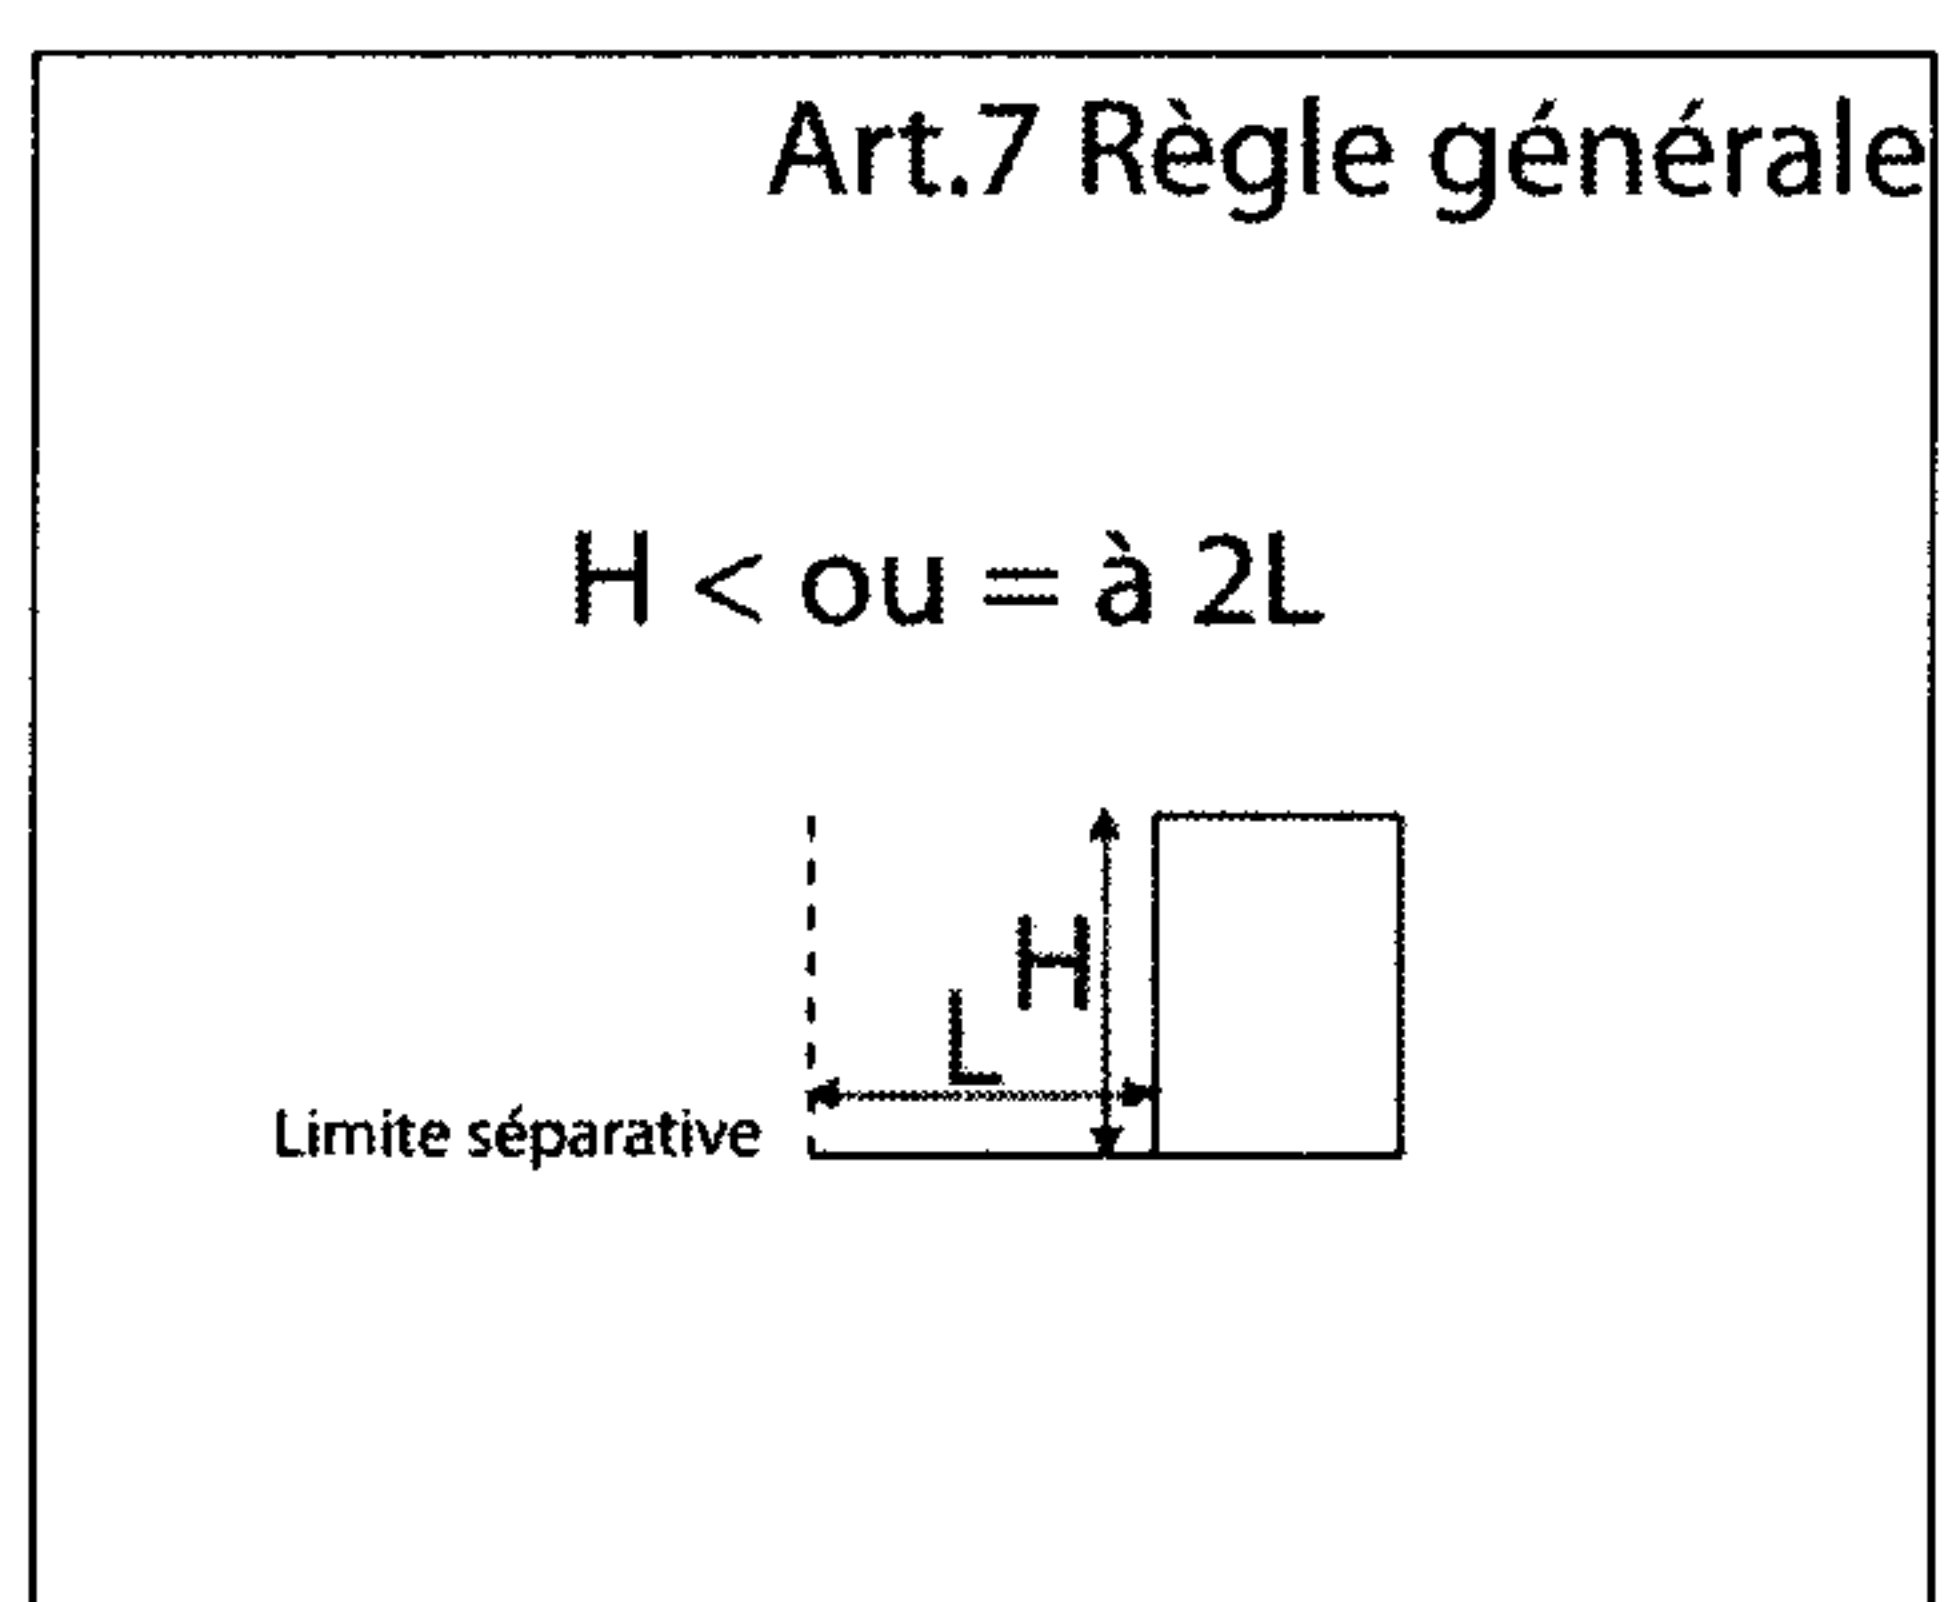 Art.7 Règle générale
H < ou = à 2L
H
L
Limite séparative